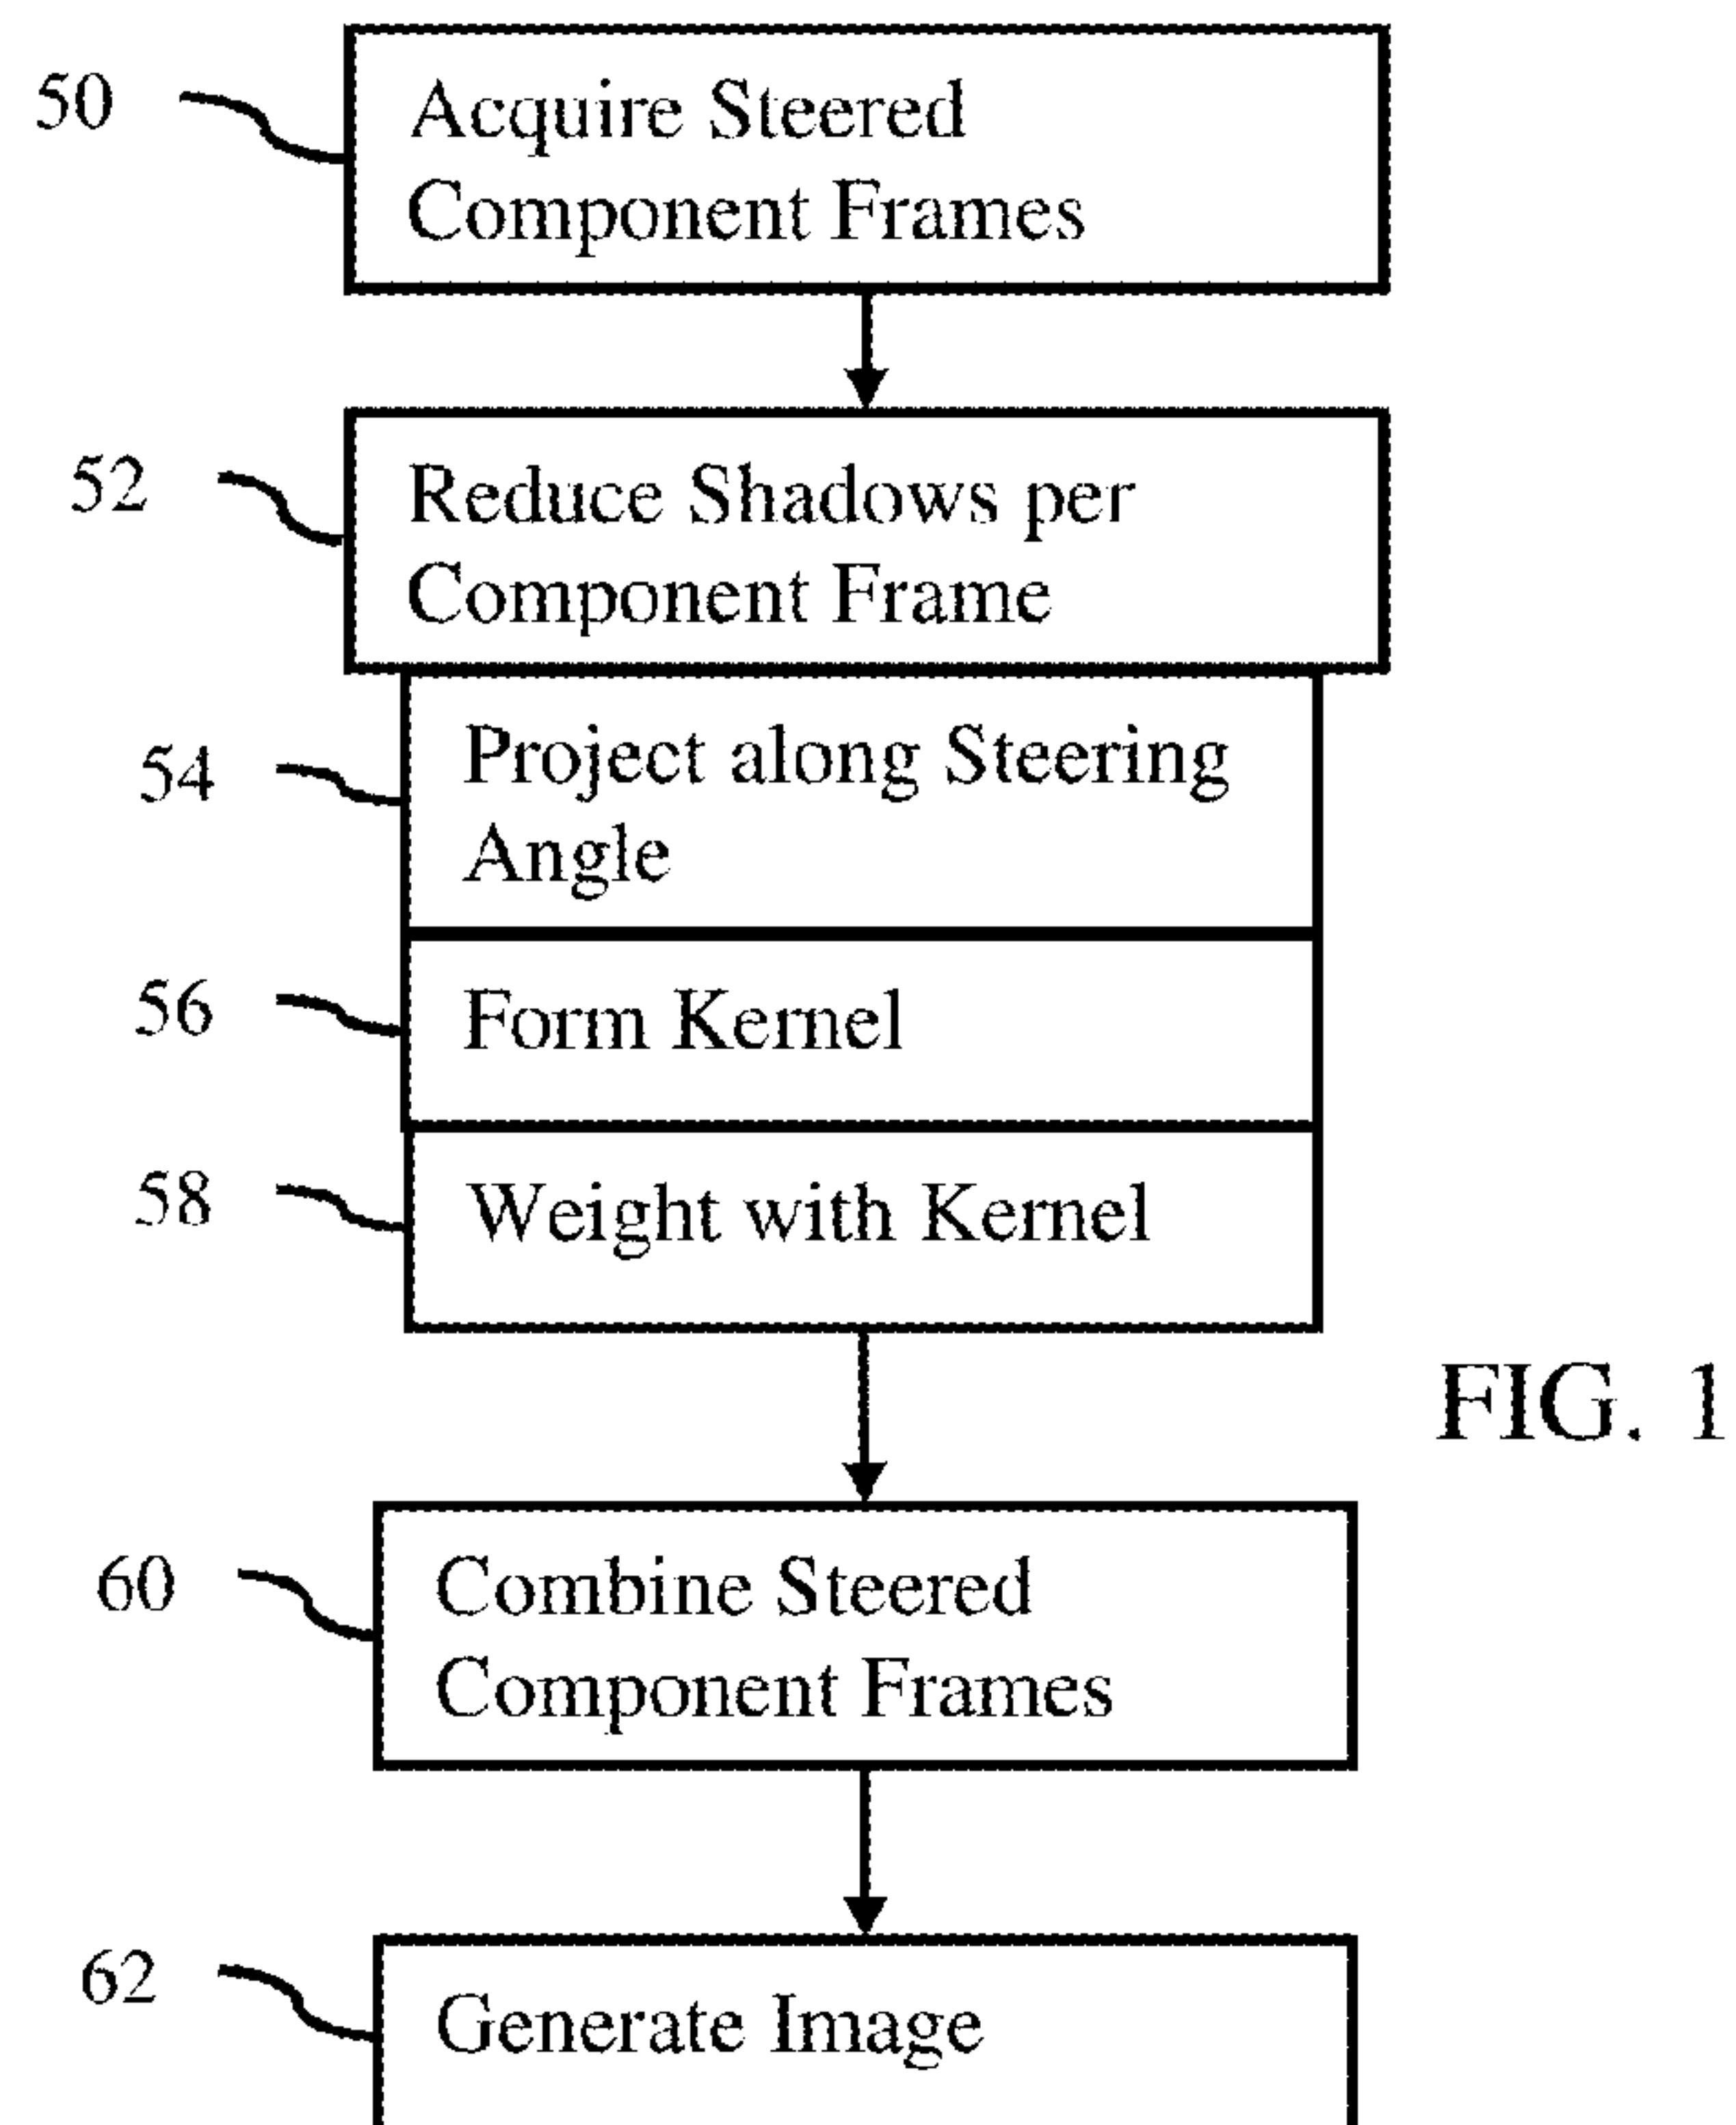 50
Acquire Steered
Component Frames
52
Reduce Shadows per
Component Frame
54
Project along Steering
Angle
56
Form Kernel
58
Weight with Kernel
FIG. 1
60
Combine Steered
Component Frames
62
Generate Image